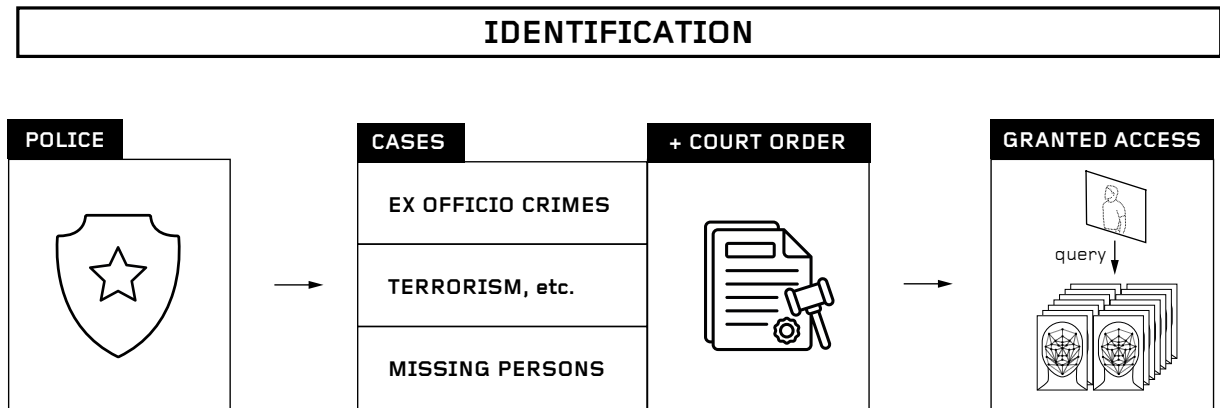 IDENTIFICATION
POLICE
CASES
+ COURT ORDER
GRANTED ACCESS
EX OFFICIO CRIMES
TERRORISM, etc.
MISSING PERSONS
query